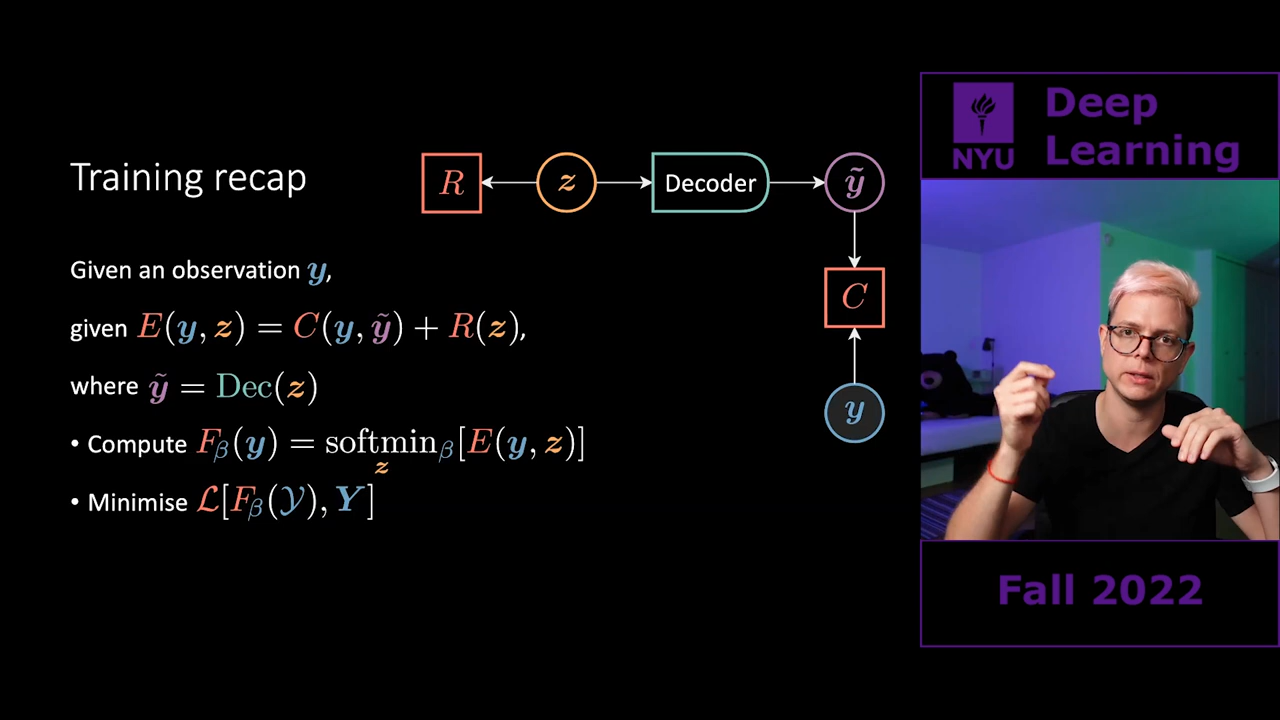 Training recap
R z Decoder ỹ
C
y
Given an observation y,
given E(y, z) = C(y, ỹ) + R(z),
where ỹ = Dec(z)
• Compute F_β(y) = softmin_β[E(y, z)]
z
• Minimise ℒ[F_β(𝒴), Y]
NYU
Deep
Learning
Fall 2022